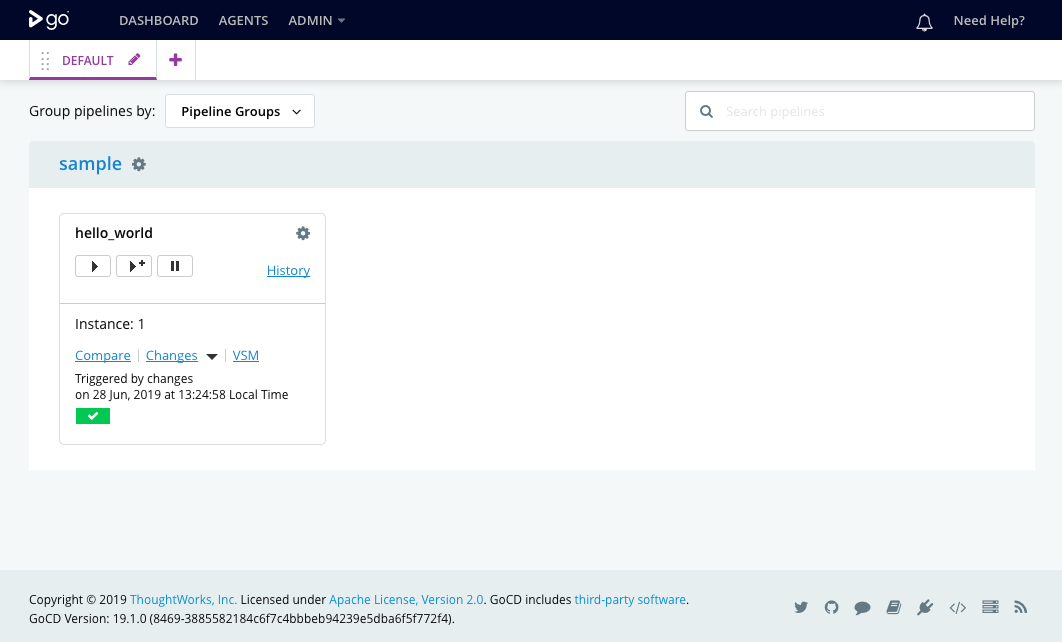 go
DASHBOARD AGENTS ADMIN Need Help?
DEFAULT
Group pipelines by: Pipeline Groups Search pipelines
sample
hello_world
History
Instance: 1
Compare Changes VSM
Triggered by changes
on 28 Jun, 2019 at 13:24:58 Local Time
Copyright © 2019 ThoughtWorks, Inc. Licensed under Apache License, Version 2.0. GoCD includes third-party software.
GoCD Version: 19.1.0 (8469-3885582184c6f7c4bbbeb94239e5dba6f5f772f4).